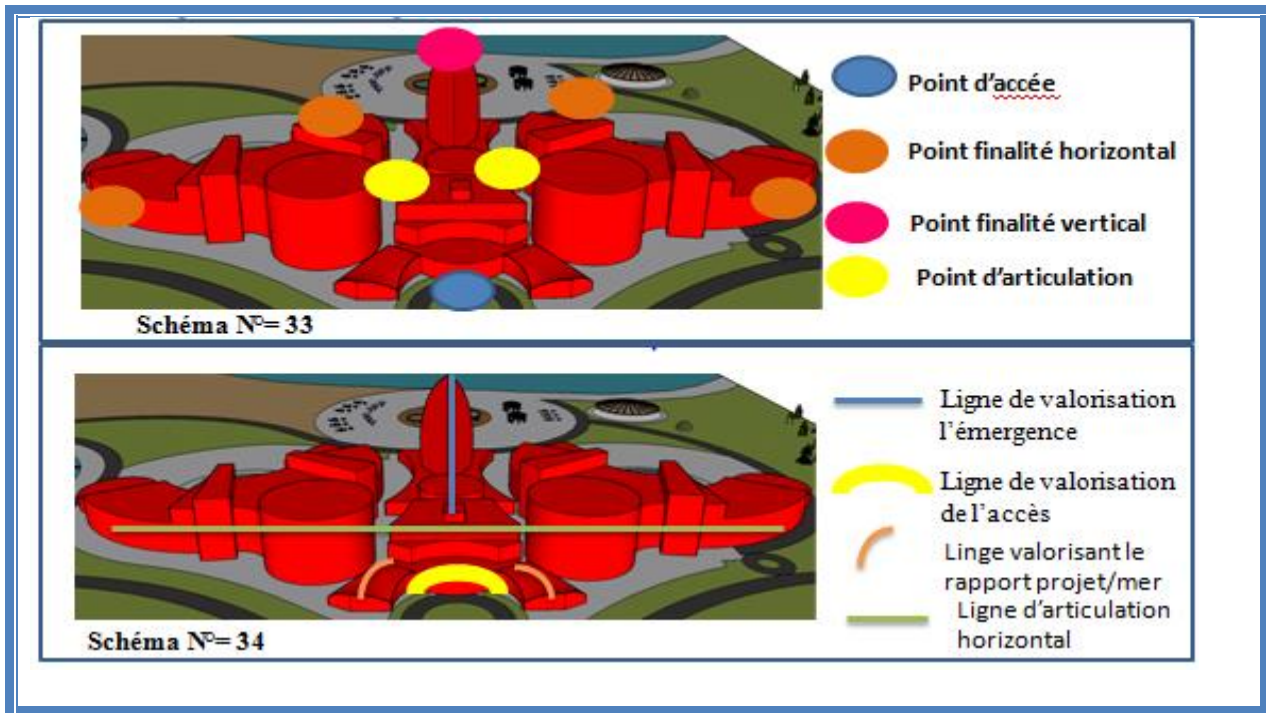 Point d'accée
Point finalité horizontal
Point finalité vertical
Point d'articulation
Schéma N°= 33
Ligne de valorisation
l'émergence
Ligne de valorisation
de l'accès
Linge valorisant le
rapport projet/mer
Ligne d'articulation
horizontal
Schéma N°= 34